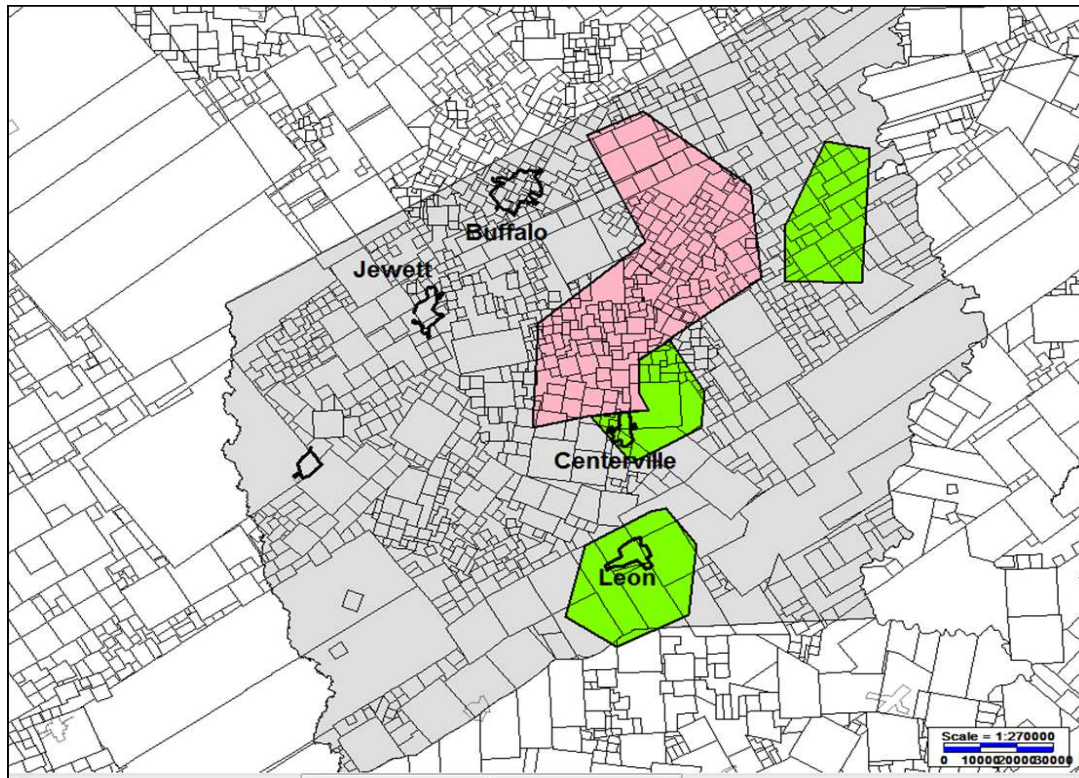 Buffalo
Jewett
Centerville
Leon
Scale = 1:270000
0 10000 20000 30000